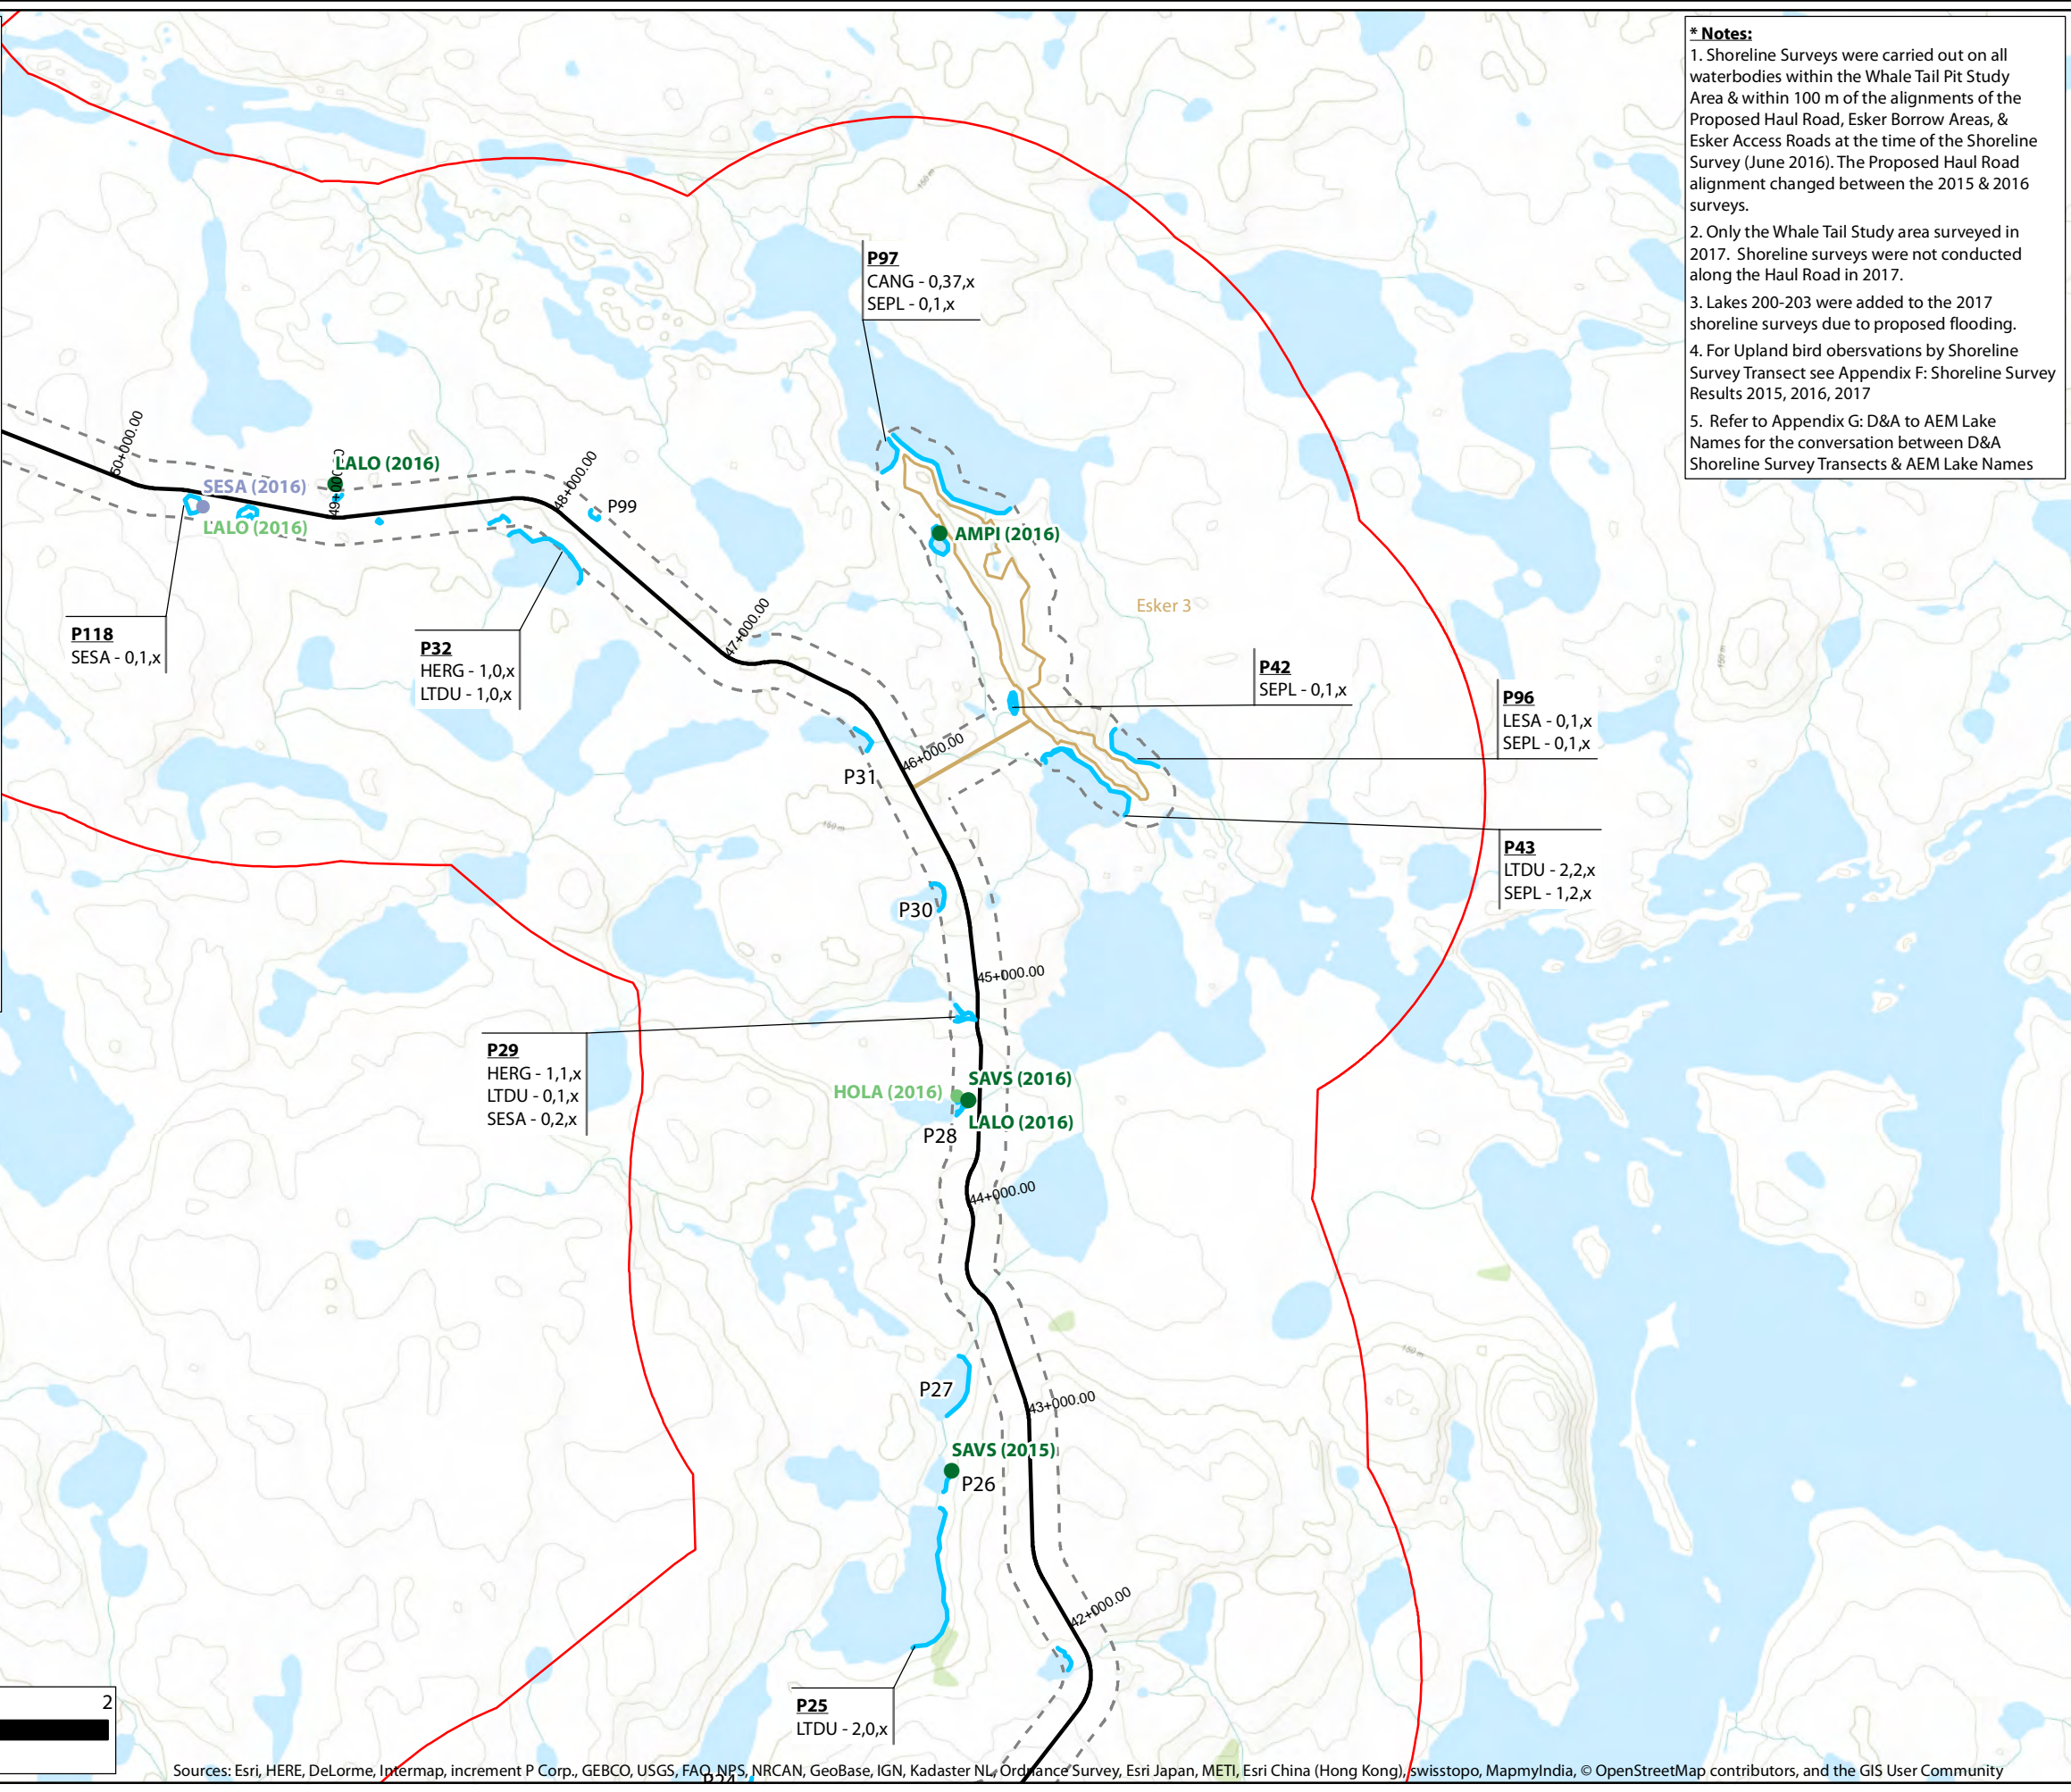 * Notes:
1. Shoreline Surveys were carried out on all
waterbodies within the Whale Tail Pit Study
Area & within 100 m of the alignments of the
Proposed Haul Road, Esker Borrow Areas, &
Esker Access Roads at the time of the Shoreline
Survey (June 2016). The Proposed Haul Road
alignment changed between the 2015 & 2016
surveys.
2. Only the Whale Tail Study area surveyed in
2017. Shoreline surveys were not conducted
along the Haul Road in 2017.
3. Lakes 200-203 were added to the 2017
shoreline surveys due to proposed flooding.
4. For Upland bird obersvations by Shoreline
Survey Transect see Appendix F: Shoreline Survey
Results 2015, 2016, 2017
5. Refer to Appendix G: D&A to AEM Lake
Names for the conversation between D&A
Shoreline Survey Transects & AEM Lake Names
150 m
P97
CANG - 0,37,x
SEPL - 0,1,x
50+000.00
LALO (2016)
49+000.00
48+000.00
SESA (2016)
LALO (2016)
P99
AMPI (2016)
Esker 3
P118
SESA - 0,1,x
P32
HERG - 1,0,x
LTDU - 1,0,x
47+000.00
P42
SEPL - 0,1,x
150 m
P96
LESA - 0,1,x
SEPL - 0,1,x
46+000.00
P31
150 m
P43
LTDU - 2,2,x
SEPL - 1,2,x
P30
45+000.00
P29
HERG - 1,1,x
LTDU - 0,1,x
SESA - 0,2,x
SAVS (2016)
HOLA (2016)
LALO (2016)
P28
44+000.00
150 m
P27
43+000.00
SAVS (2015)
P26
42+000.00
P25
LTDU - 2,0,x
2
P24
Sources: Esri, HERE, DeLorme, Intermap, increment P Corp., GEBCO, USGS, FAO, NPS, NRCAN, GeoBase, IGN, Kadaster NL, Ordnance Survey, Esri Japan, METI, Esri China (Hong Kong), swisstopo, MapmyIndia, © OpenStreetMap contributors, and the GIS User Community